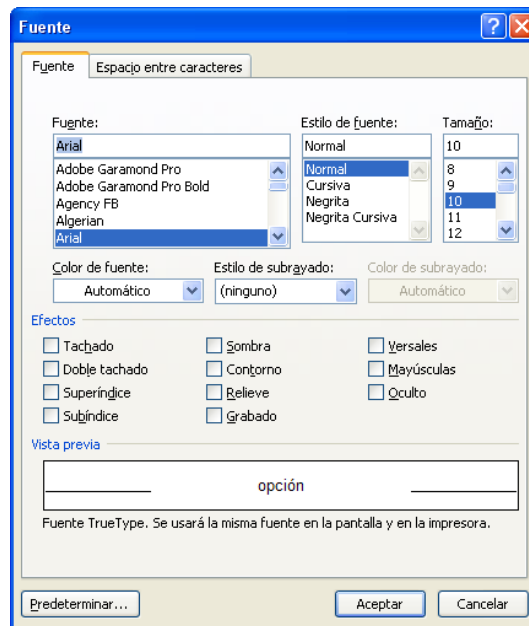 Fuente
Fuente Espacio entre caracteres
Fuente: Estilo de fuente: Tamaño:
Arial Normal 10
Adobe Garamond Pro Normal 8
Adobe Garamond Pro Bold Cursiva 9
Agency FB Negrita 10
Algerian Negrita Cursiva 11
Arial 12
Color de fuente: Estilo de subrayado: Color de subrayado:
Automático (ninguno) Automático
Efectos
Tachado Sombra Versales
Doble tachado Contorno Mayúsculas
Superíndice Relieve Oculto
Subíndice Grabado
Vista previa
opción
Fuente TrueType. Se usará la misma fuente en la pantalla y en la impresora.
Predeterminar... Aceptar Cancelar